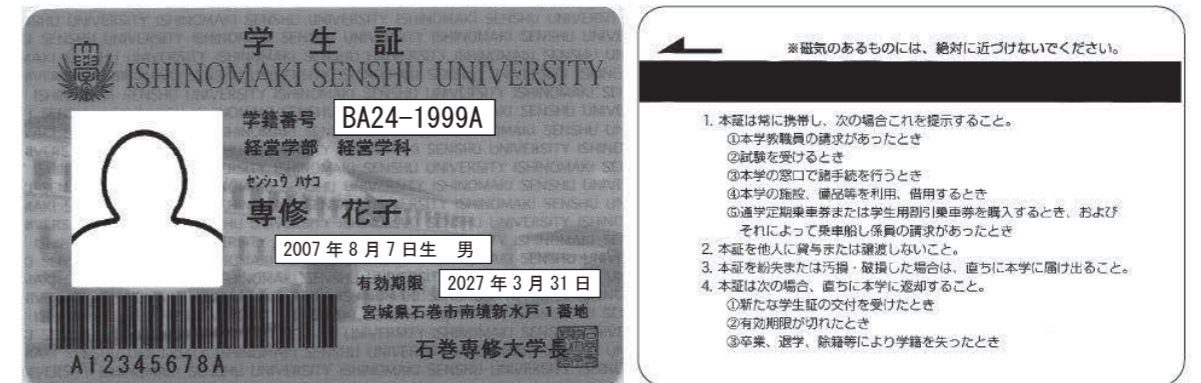 学生証
ISHINOMAKI SENSHU UNIVERSITY
学籍番号 BA24-1999A
経営学部 経営学科
センシュウ ハナコ
専修 花子
2007年8月7日生 男
有効期限 2027年3月31日
宮城県石巻市南境新水戸1番地
石巻専修大学長
A12345678A
※磁気のあるものには、絶対に近づけないでください。
1. 本証は常に携帯し、次の場合これを提示すること。
①本学教職員の請求があったとき
②試験を受けるとき
③本学の窓口で諸手続を行うとき
④本学の施設、備品等を利用、借用するとき
⑤通学定期乗車券または学生用割引乗車券を購入するとき、および
それによって乗車船し係員の請求があったとき
2. 本証を他人に貸与または譲渡しないこと。
3. 本証を紛失または汚損・破損した場合は、直ちに本学に届け出ること。
4. 本証は次の場合、直ちに本学に返却すること。
①新たな学生証の交付を受けたとき
②有効期限が切れたとき
③卒業、退学、除籍等により学籍を失ったとき